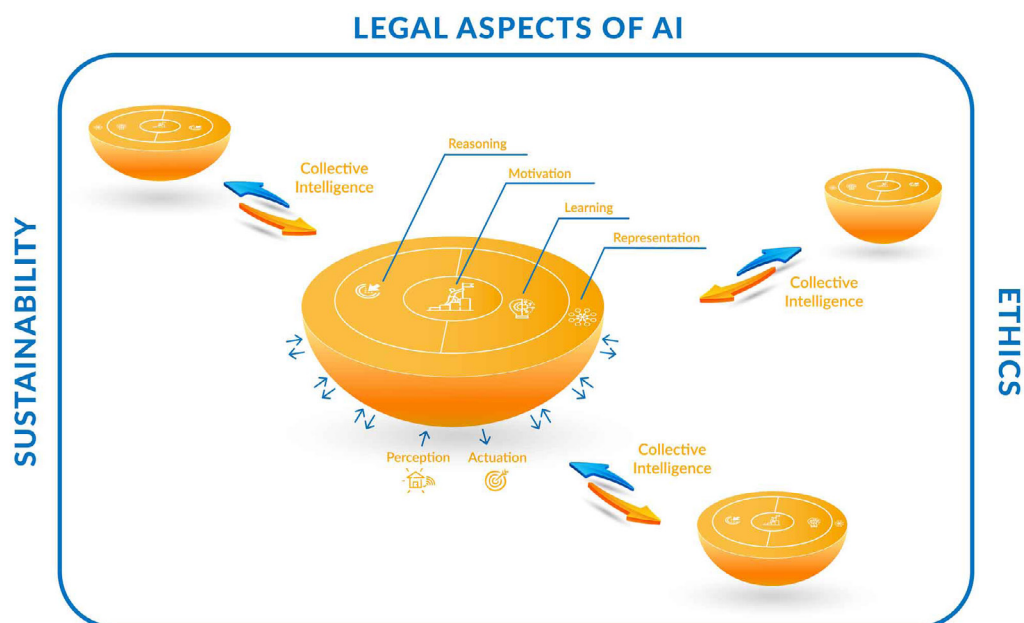 LEGAL ASPECTS OF AI
Reasoning
Collective
Intelligence
Motivation
Learning
Representation
SUSTAINABILITY
Collective
Intelligence
ETHICS
Collective
Intelligence
Perception
Actuation